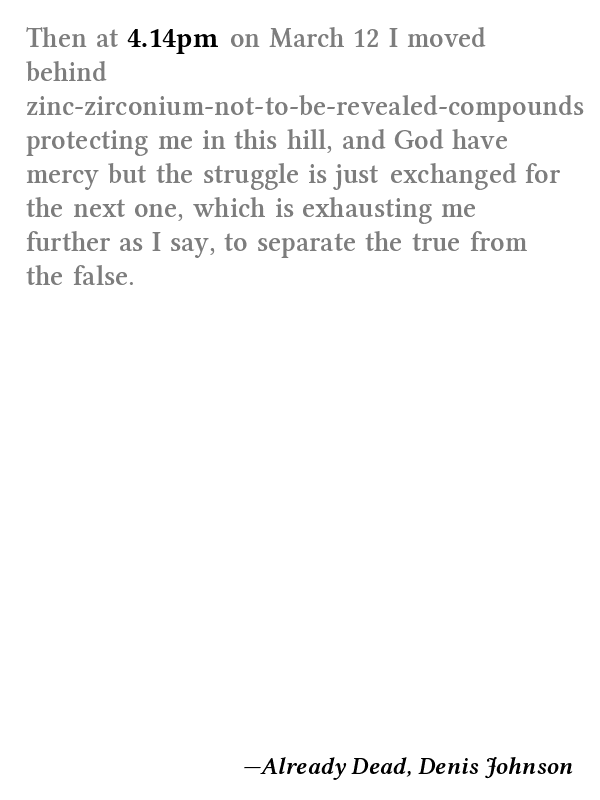 Then at 4.14pm on March 12 I moved
behind
zinc-zirconium-not-to-be-revealed-compounds
protecting me in this hill, and God have
mercy but the struggle is just exchanged for
the next one, which is exhausting me
further as I say, to separate the true from
the false.
—Already Dead, Denis Johnson